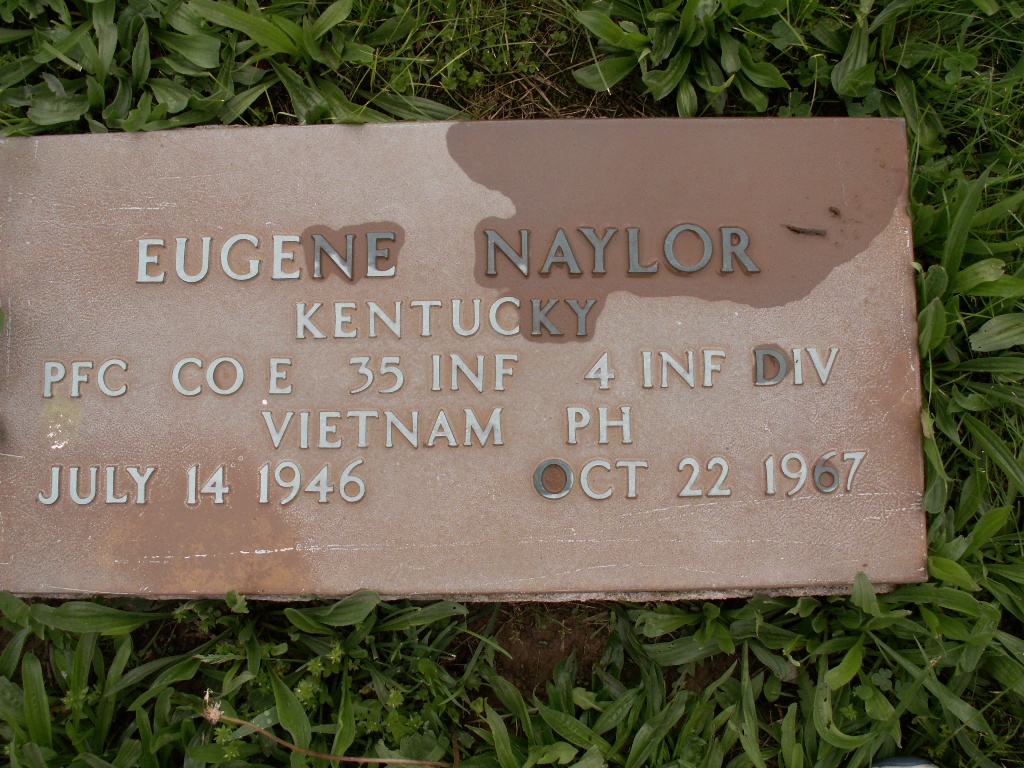 EUGENE NAYLOR
KENTUCKY
PFC CO E 35 INF 4 INF DIV
VIETNAM PH
JULY 14 1946 OCT 22 1967